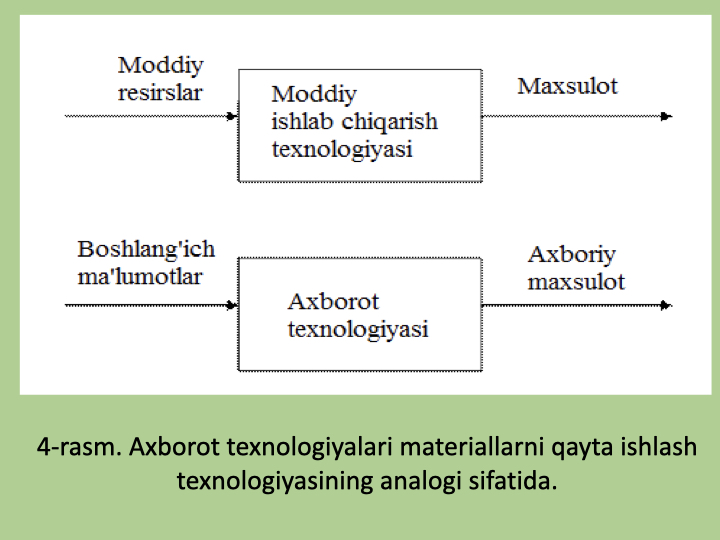 Moddiy
resirslar
Moddiy
ishlab chiqarish
texnologiyasi
Maxsulot
Boshlang'ich
ma'lumotlar
Axborot
texnologiyasi
Axboriy
maxsulot
4-rasm. Axborot texnologiyalari materiallarni qayta ishlash
texnologiyasining analogi sifatida.